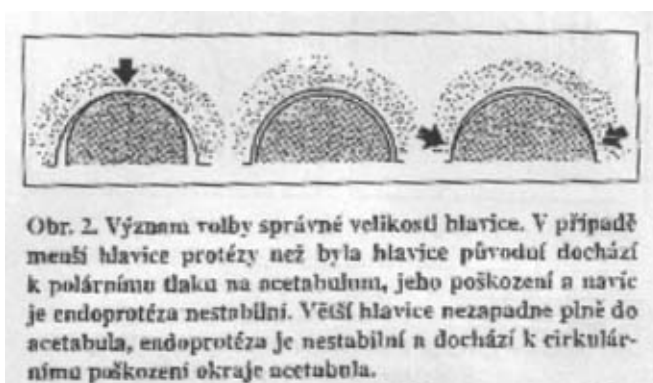 Obr. 2. Význam volby správné velikosti hlavice. V případě
menší hlavice protézy než byla hlavice původní dochází
k polárnímu tlaku na acetabulum, jeho poškození a navíc
je endoprotéza nestabilní. Větší hlavice nezapadne plně do
acetabula, endoprotéza je nestabilní a dochází k cirkulár-
nímu poškození okraje acetabula.